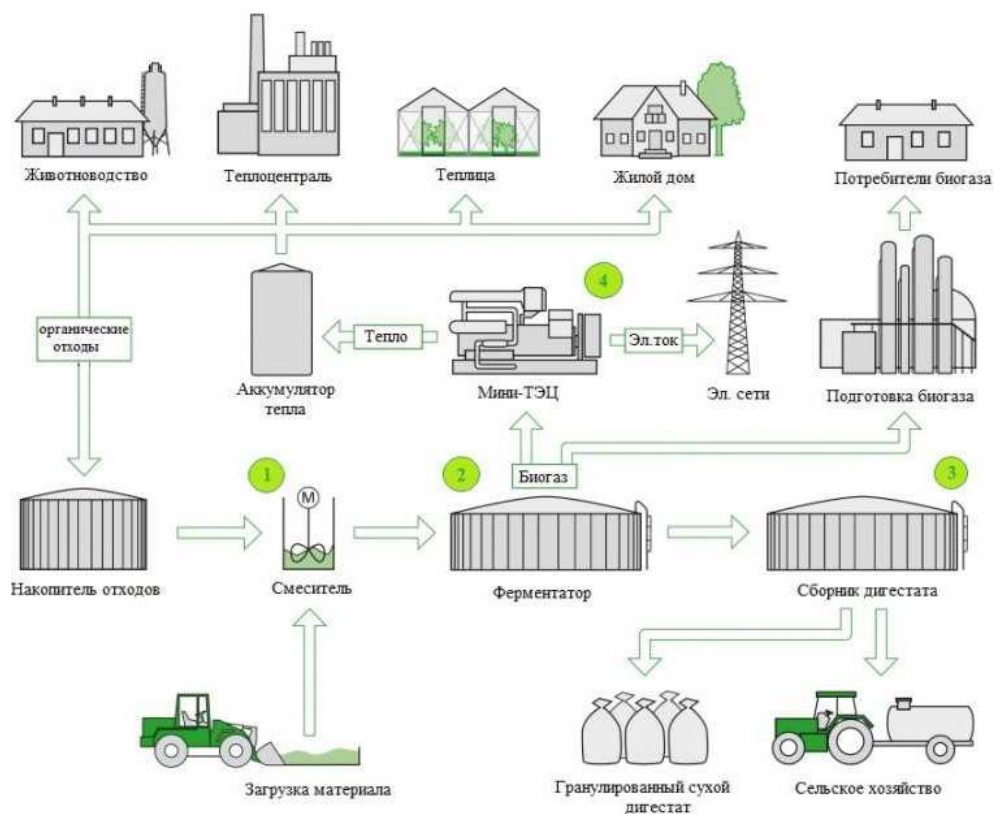 Животноводство
Теплоцентраль
Теплица
Жилой дом
Потребители биогаза
органические
отходы
Аккумулятор
тепла
Тепло
4
Мини-ТЭЦ
Эл.ток
Эл. сети
Подготовка биогаза
Биогаз
1
2
3
М
Накопитель отходов
Смеситель
Ферментатор
Сборник дигестата
Загрузка материала
Гранулированный сухой
дигестат
Сельское хозяйство